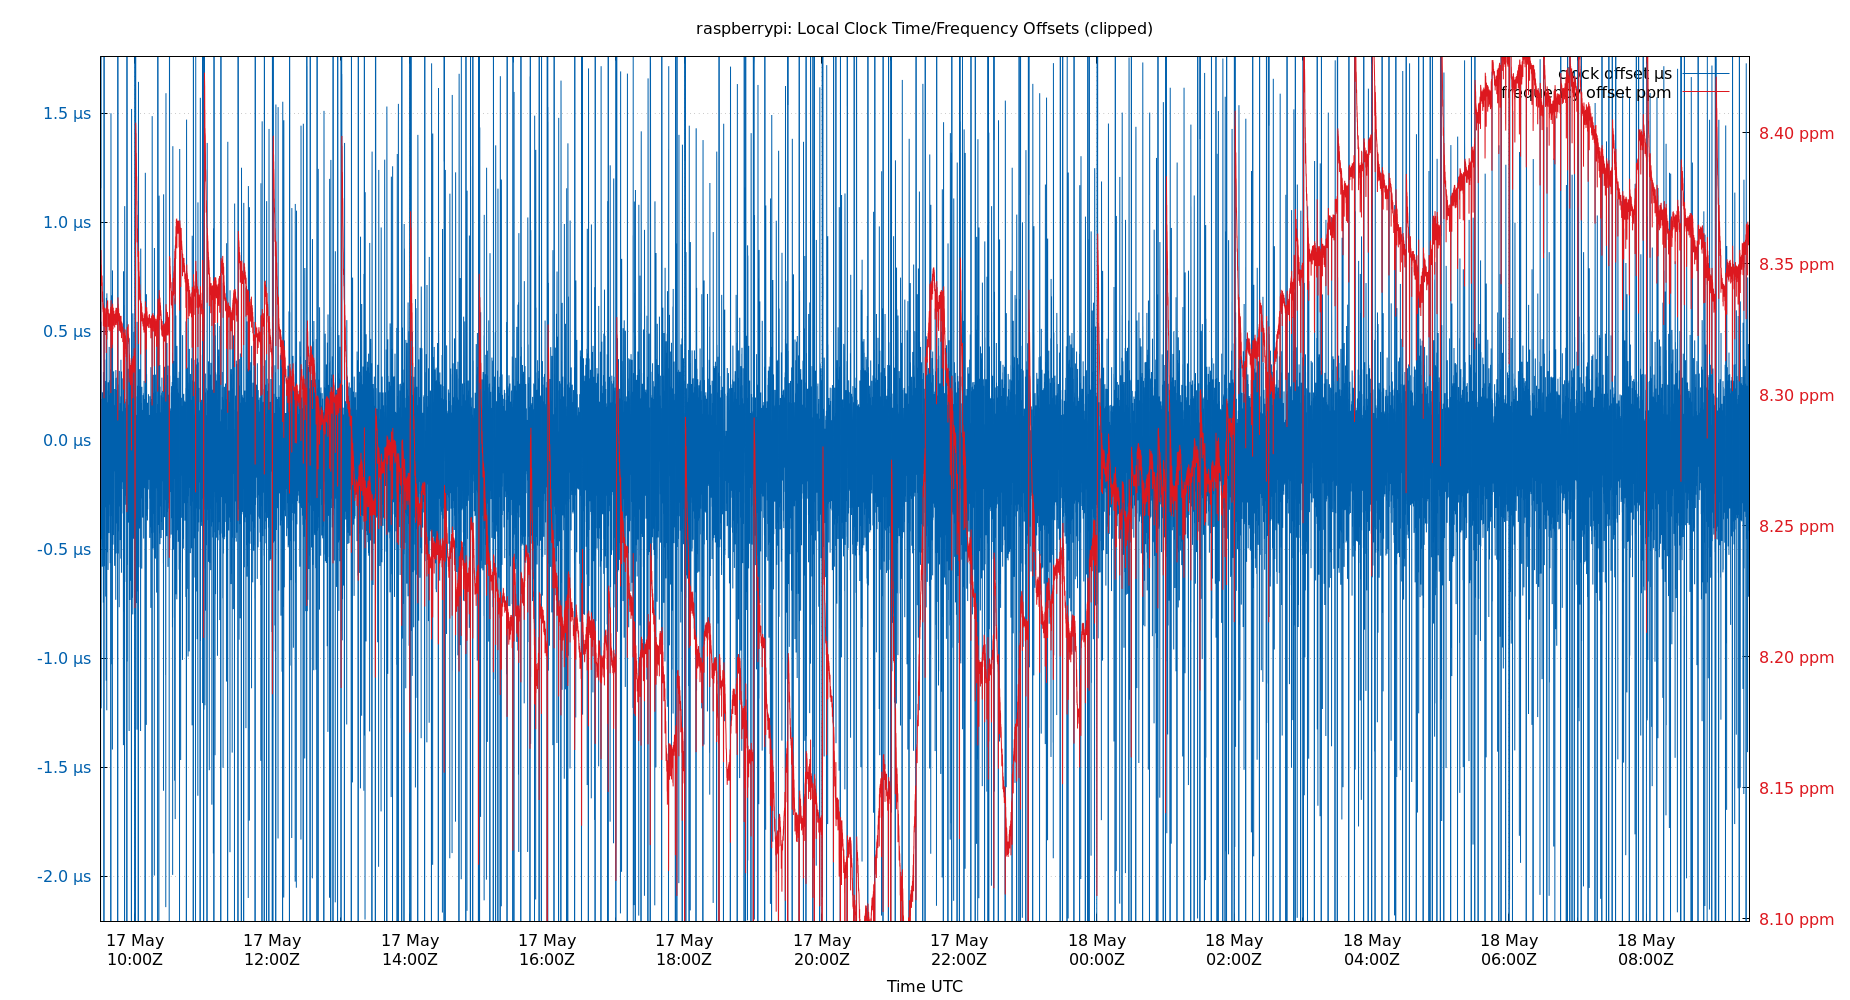 raspberrypi: Local Clock Time/Frequency Offsets (clipped)
clock offset µs
frequency offset ppm
1.5 µs
1.0 µs
0.5 µs
0.0 µs
-0.5 µs
-1.0 µs
-1.5 µs
-2.0 µs
8.40 ppm
8.35 ppm
8.30 ppm
8.25 ppm
8.20 ppm
8.15 ppm
8.10 ppm
17 May 17 May 17 May 17 May 17 May 17 May 17 May 18 May 18 May 18 May 18 May 18 May
10:00Z 12:00Z 14:00Z 16:00Z 18:00Z 20:00Z 22:00Z 00:00Z 02:00Z 04:00Z 06:00Z 08:00Z
Time UTC